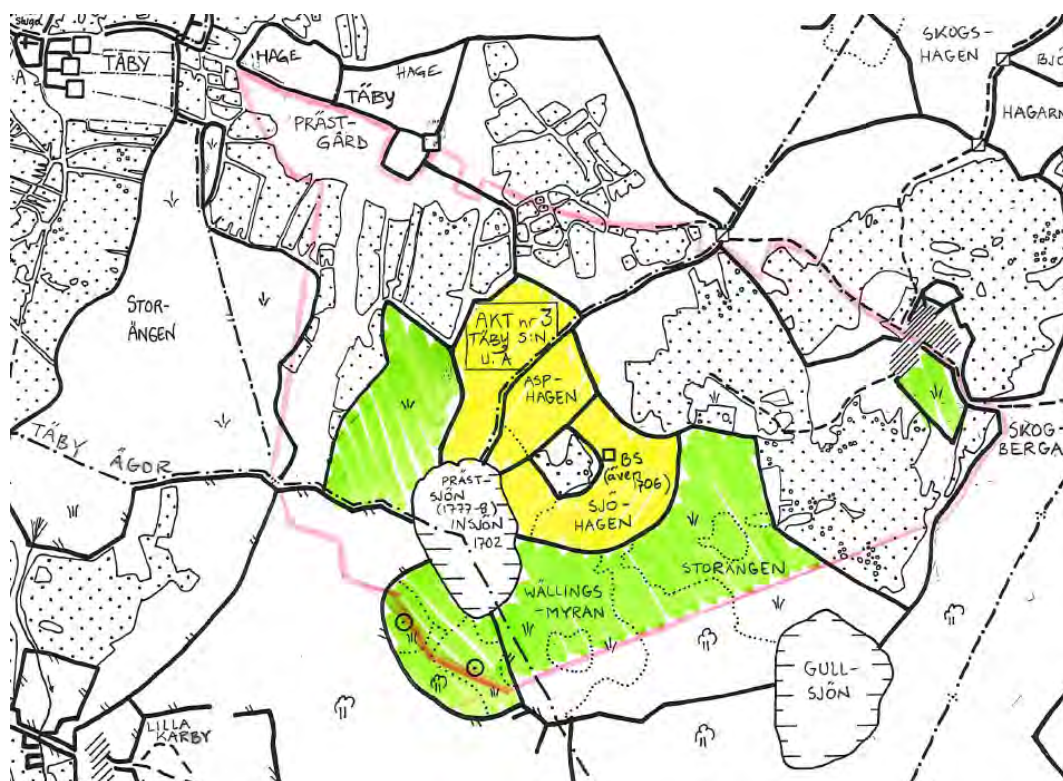 TÄBY
HAGE
HAGE
TÄBY
PRÄST-
GÅRD
SKOGS-
HAGEN
HAGARN
STOR-
ÄNGEN
AKT nr 3
TÄBY S:N
U. A
ASP-
HAGEN
BS
(även
1706)
SJÖ-
HAGEN
PRÄST-
SJÖN
(1777-8)
INSJÖN
1702
TÄBY ÄGOR
SKOG-
BERGA
STORÄNGEN
WÄLLINGS
-MYRAN
GULL-
SJÖN
LILLA
KARBY